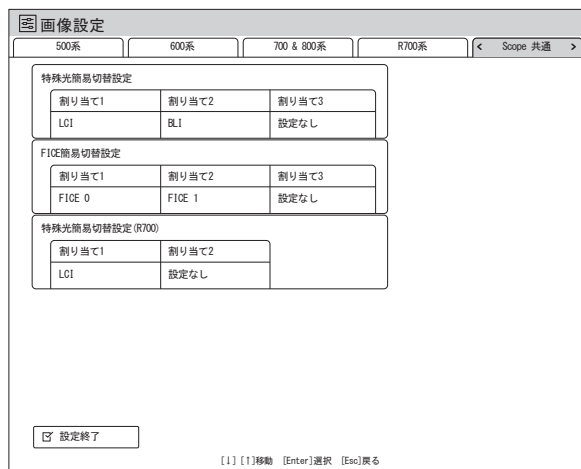 画像設定
500系 600系 700 & 800系 R700系 < Scope 共通 >
特殊光簡易切替設定
割り当て1 割り当て2 割り当て3
LCI BLI 設定なし
FICE簡易切替設定
割り当て1 割り当て2 割り当て3
FICE 0 FICE 1 設定なし
特殊光簡易切替設定(R700)
割り当て1 割り当て2
LCI 設定なし
設定終了
[↓][↑]移動 [Enter]選択 [Esc]戻る